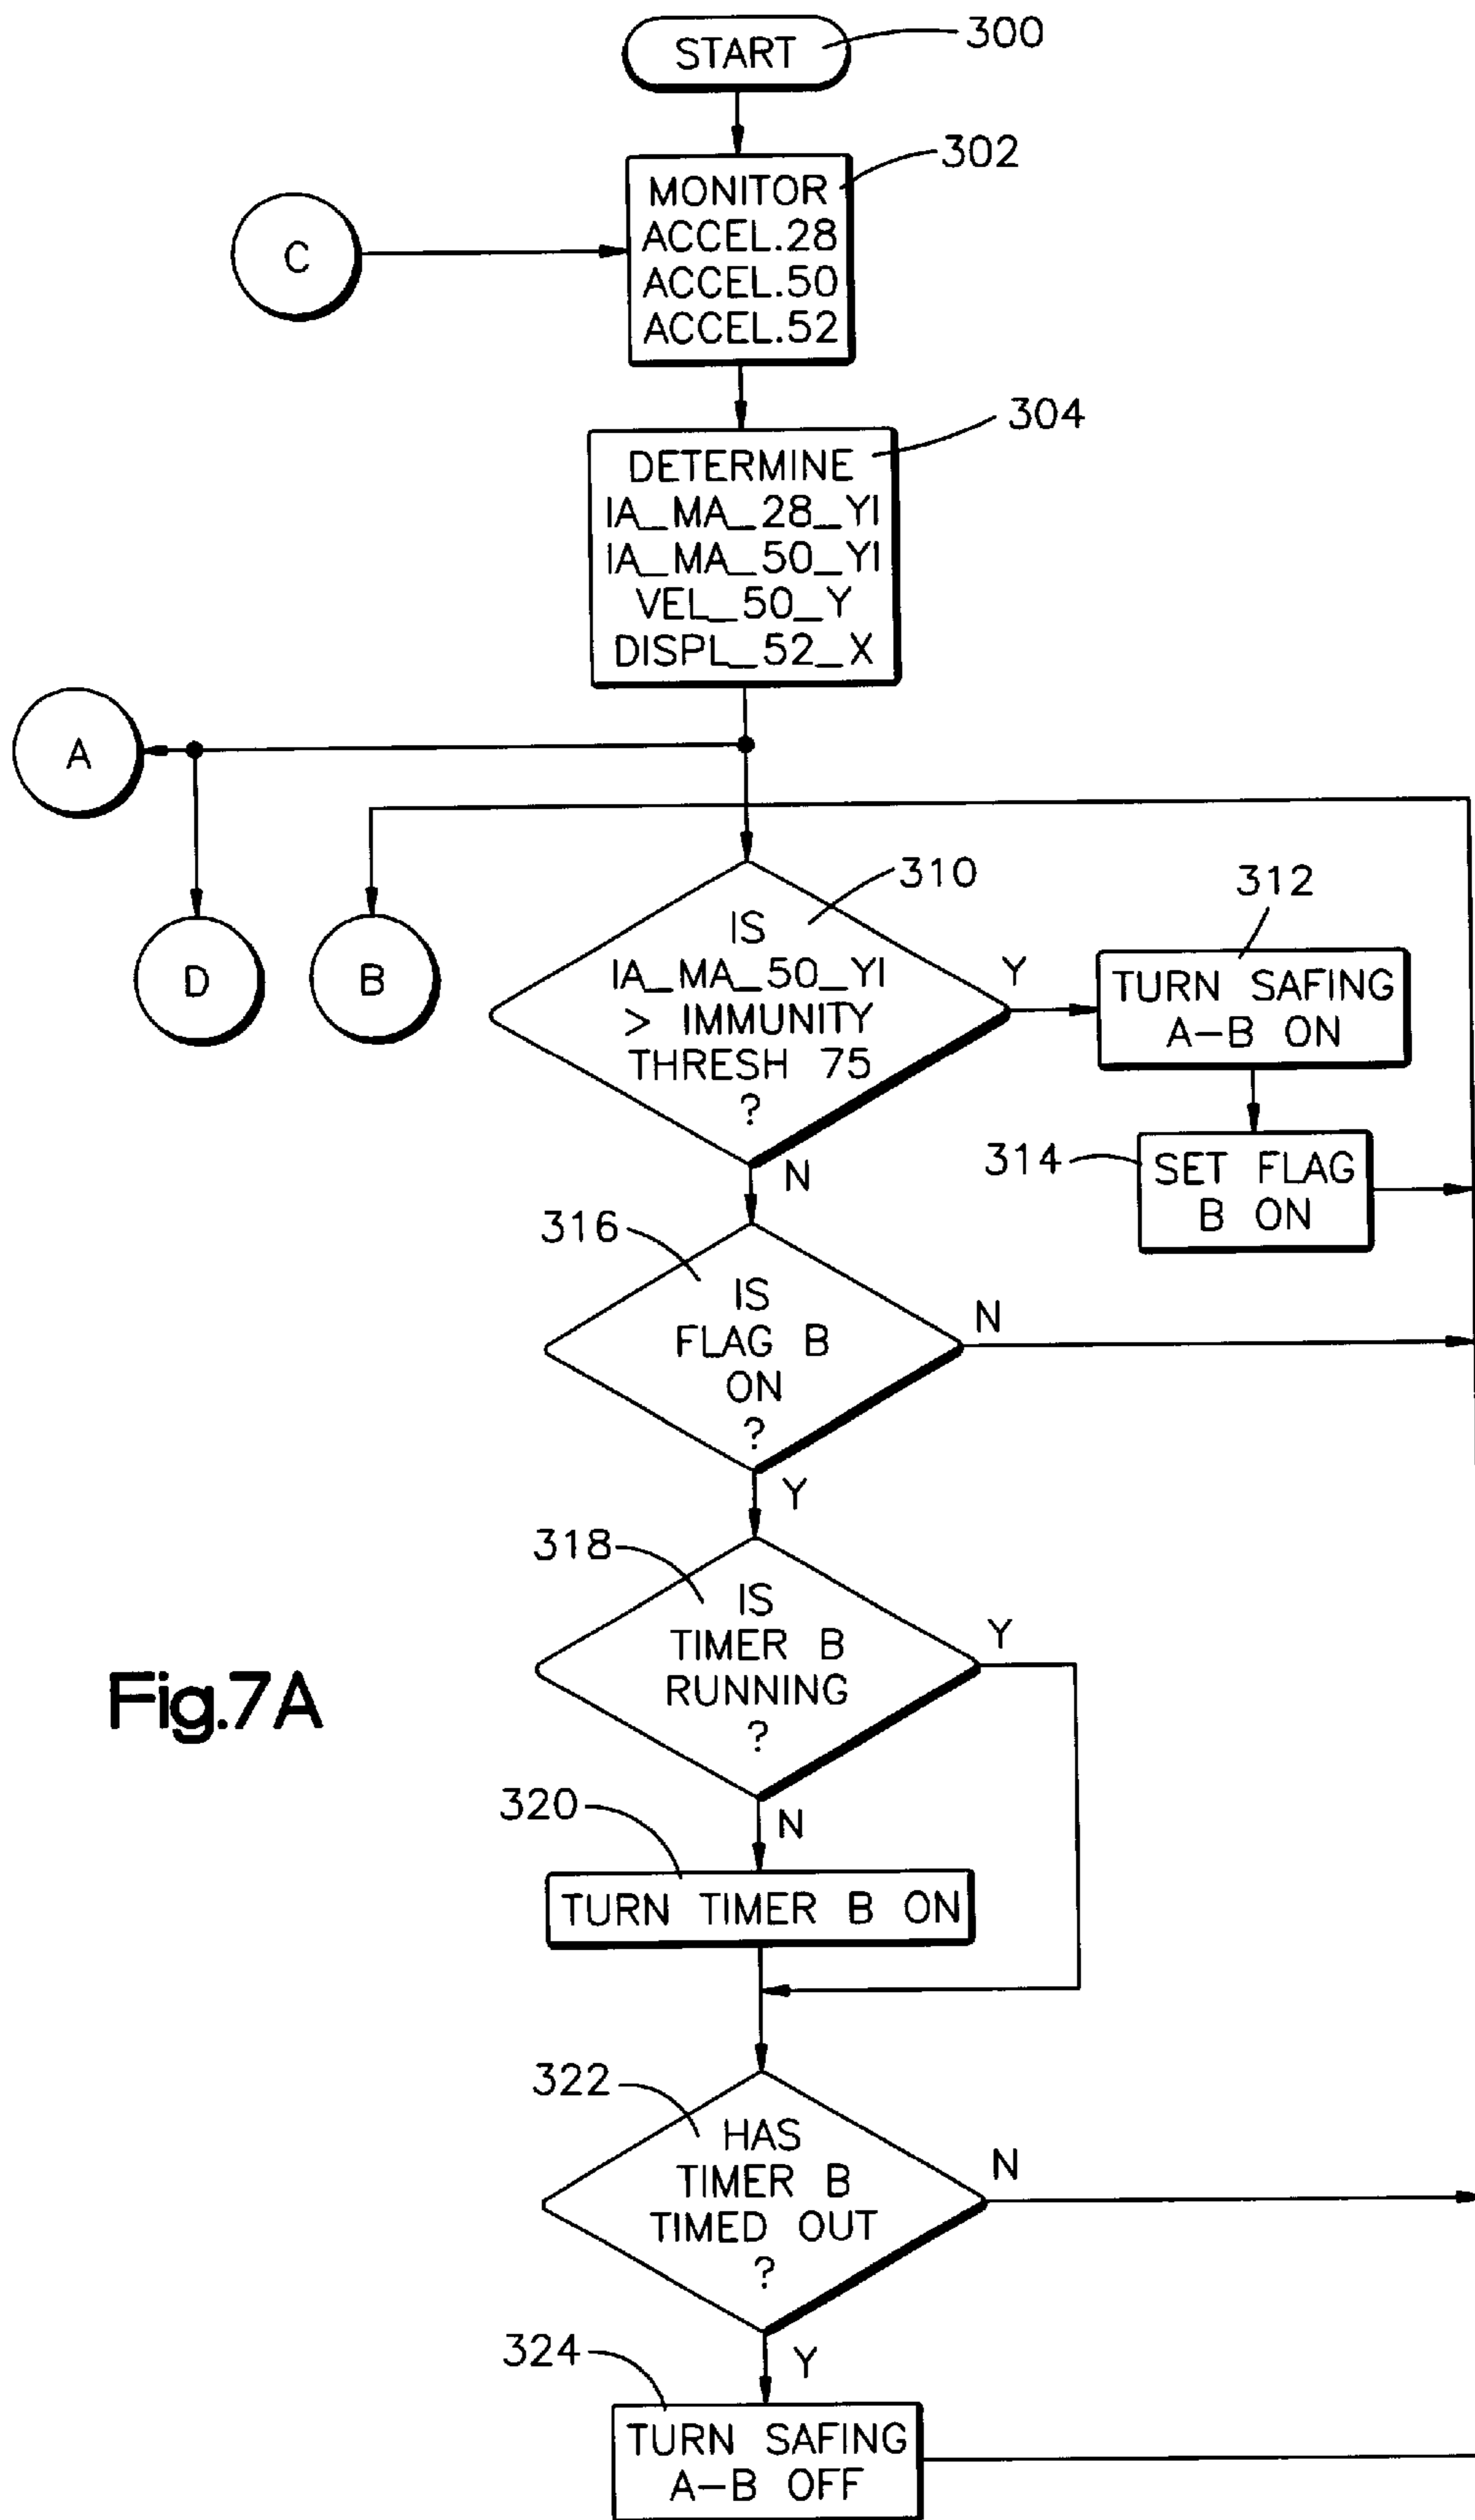 START
300
302
MONITOR
ACCEL.28
ACCEL.50
ACCEL.52
C
304
DETERMINE
IA_MA_28_YI
IA_MA_50_YI
VEL_50_Y
DISPL_52_X
A
D
B
310
IS
IA_MA_50_YI
> IMMUNITY
THRESH 75
?
Y
N
312
TURN SAFING
A-B ON
314
SET FLAG
B ON
316
IS
FLAG B
ON
?
N
Y
318
IS
TIMER B
RUNNING
?
Y
N
Fig.7A
320
TURN TIMER B ON
322
HAS
TIMER B
TIMED OUT
?
N
Y
324
TURN SAFING
A-B OFF